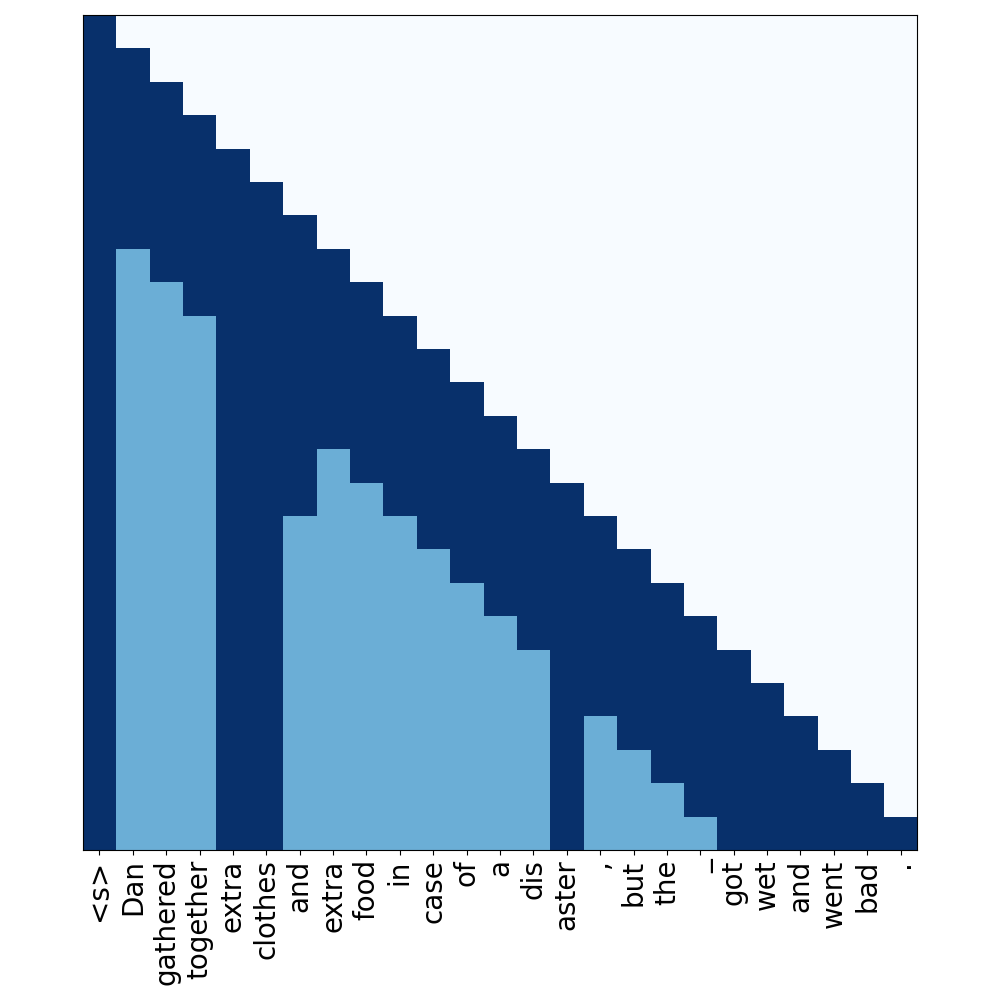 <s> Dan gathered together extra clothes and extra food in case of a dis aster , but the _ got wet and went bad .